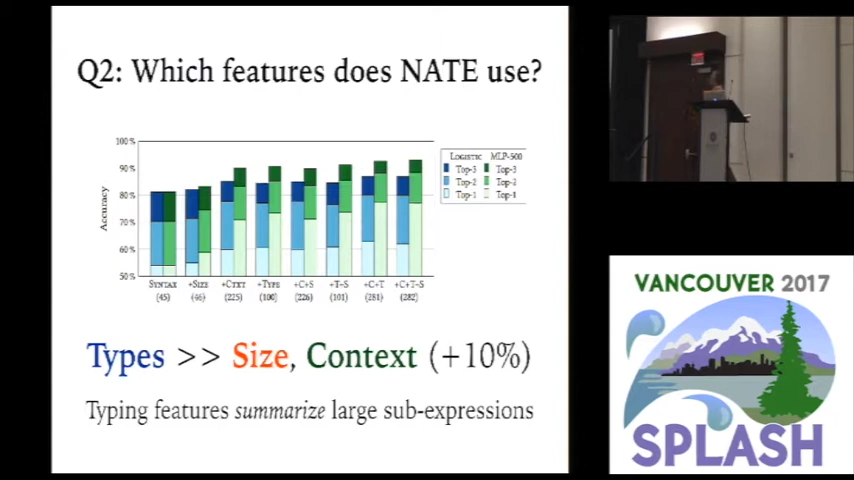 Q2: Which features does NATE use?
100%
90%
80%
70%
60%
50%
Accuracy
LOGISTIC MLP-500
Top-3 Top-3
Top-2 Top-2
Top-1 Top-1
SYNTAX +SIZE +CTXT +TYPE +C+S +T+S +C+T +C+T+S
(45) (46) (225) (100) (226) (101) (281) (282)
Types >> Size, Context (+10%)
Typing features summarize large sub-expressions
VANCOUVER 2017
SPLASH